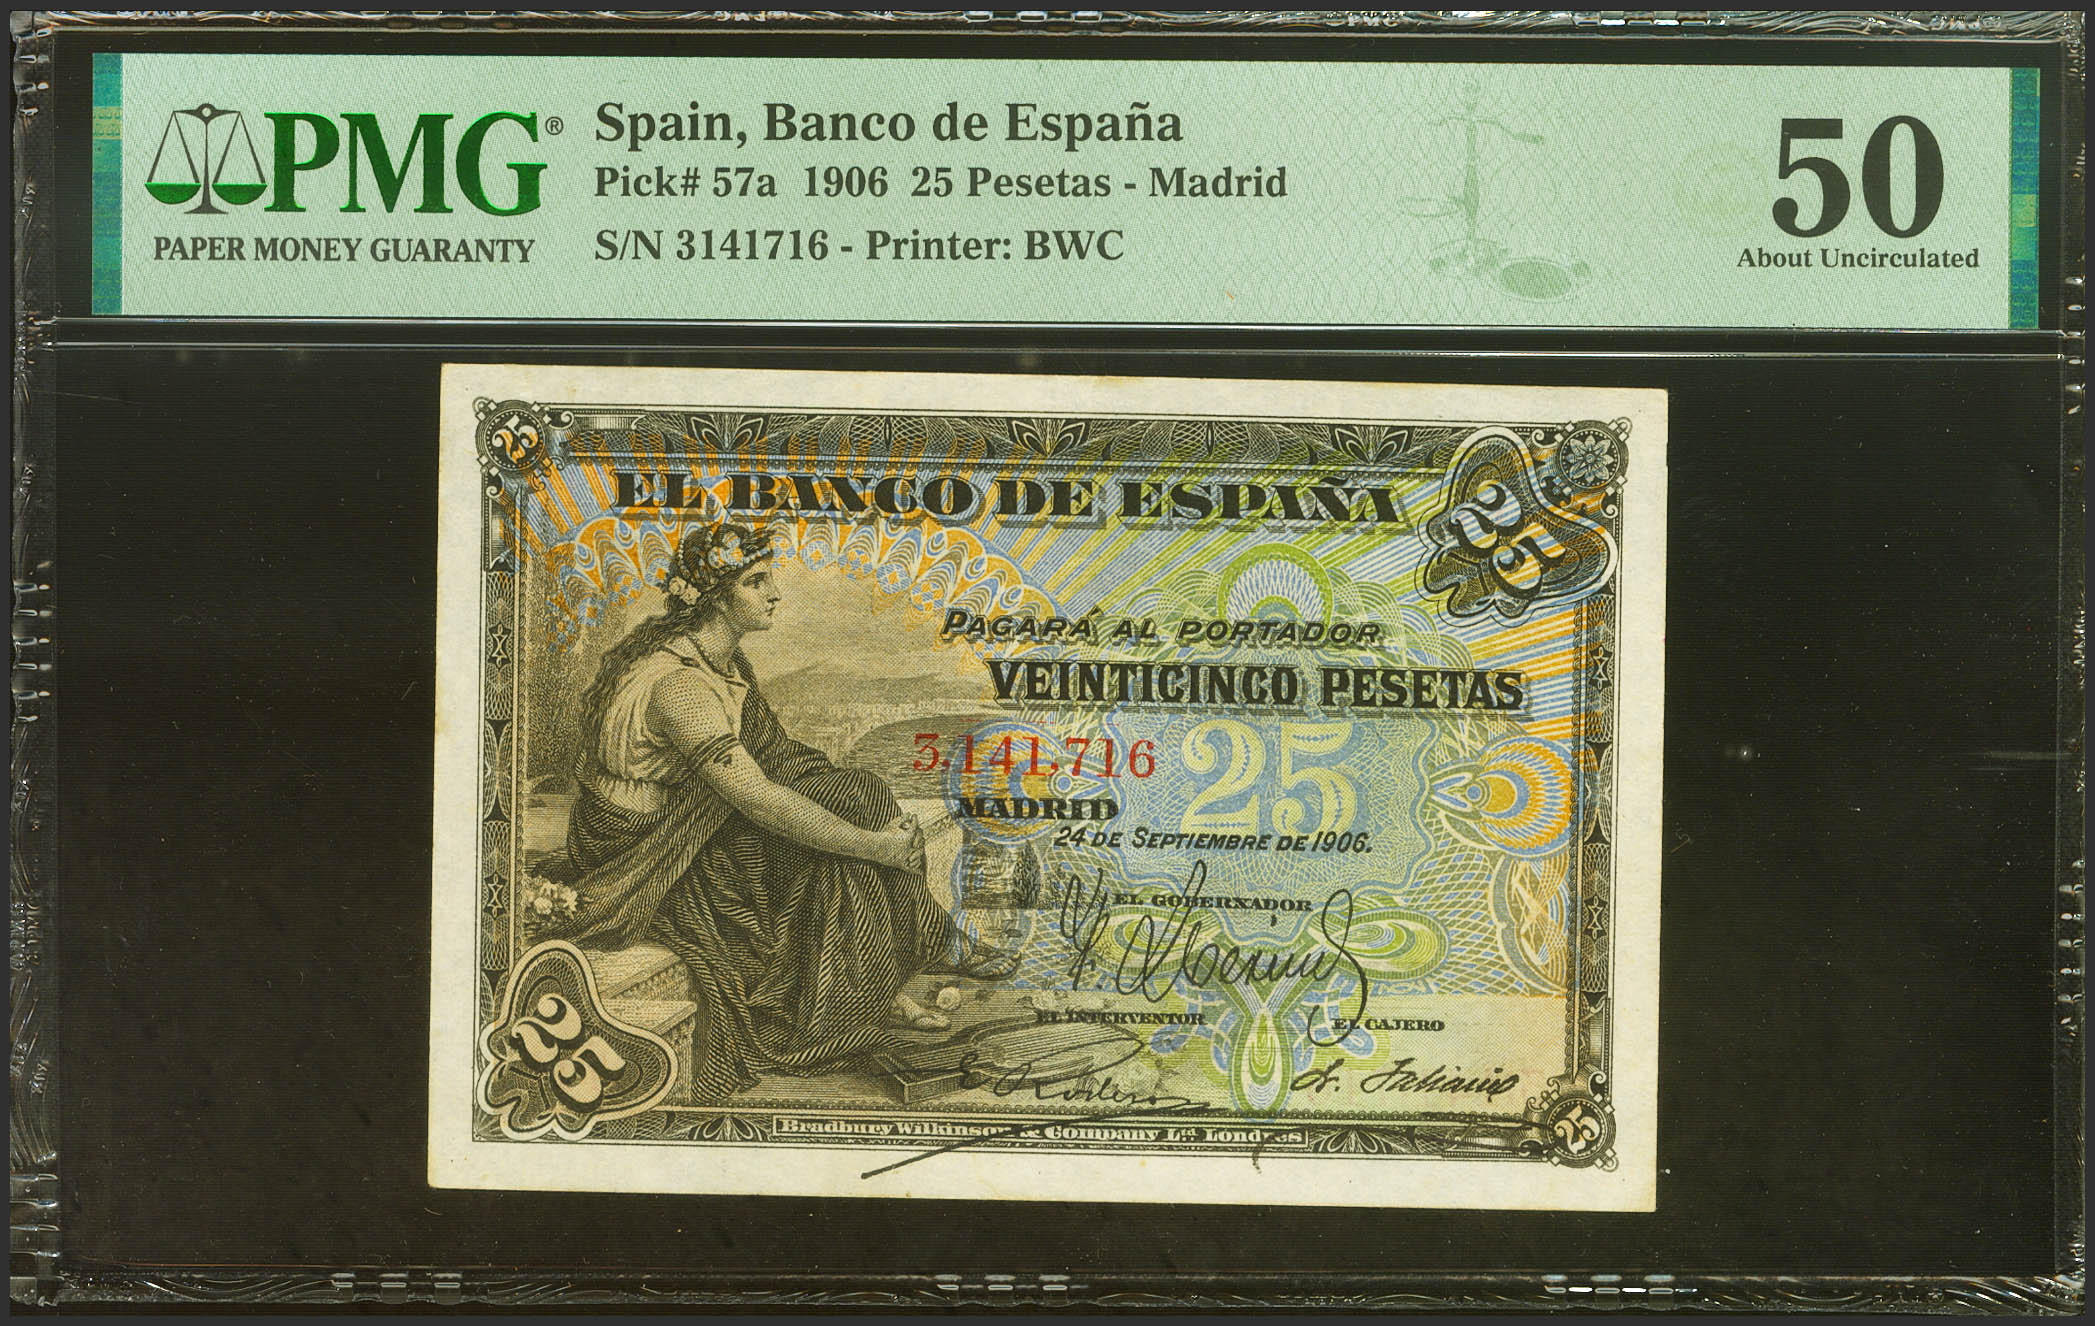 PMG®
PAPER MONEY GUARANTY
Spain, Banco de España
Pick# 57a 1906 25 Pesetas - Madrid
S/N 3141716 - Printer: BWC
50
About Uncirculated
25
EL BANCO DE ESPAÑA
25
PAGARÁ AL PORTADOR
VEINTICINCO PESETAS
3,141,716
25
MADRID
24 DE SEPTIEMBRE DE 1906.
EL GOBERNADOR
EL INTERVENTOR
EL CAJERO
25
Bradbury Wilkinson & Company Ltd Londres
25